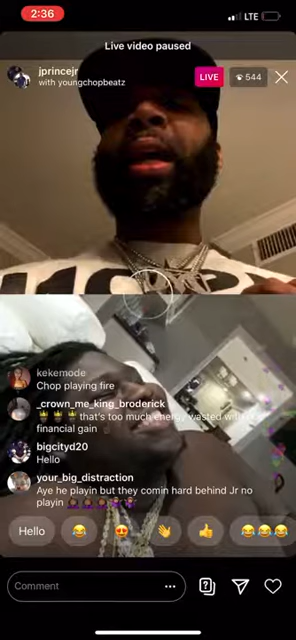 2:36
LTE
Live video paused
jprincejr
LIVE
544
with youngchopbeatz
kekemode
Chop playing fire
_crown_me_king_broderick
👑👑👑 that's too much energy wasted with
financial gain
bigcityd20
Hello
your_big_distraction
Aye he playin but they comin hard behind Jr no
playin
Hello
Comment